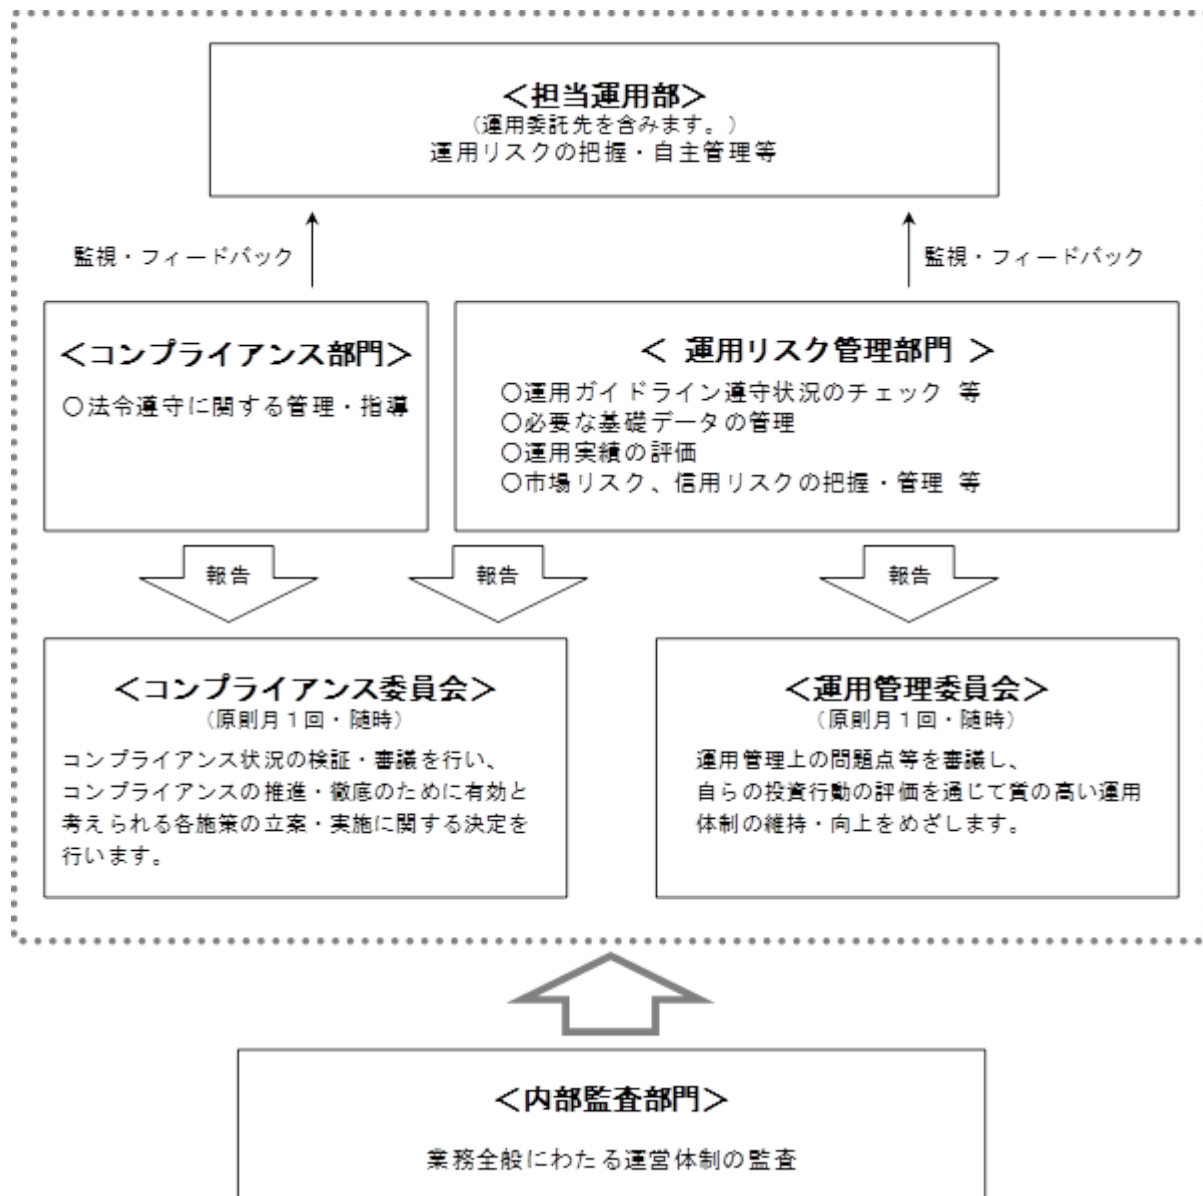 ＜担当運用部＞
（運用委託先を含みます。）
運用リスクの把握・自主管理等
監視・フィードバック
監視・フィードバック
＜コンプライアンス部門＞
○法令遵守に関する管理・指導
＜ 運用リスク管理部門 ＞
○運用ガイドライン遵守状況のチェック 等
○必要な基礎データの管理
○運用実績の評価
○市場リスク、信用リスクの把握・管理 等
報告
報告
報告
＜コンプライアンス委員会＞
（原則月１回・随時）
コンプライアンス状況の検証・審議を行い、
コンプライアンスの推進・徹底のために有効と
考えられる各施策の立案・実施に関する決定を
行います。
＜運用管理委員会＞
（原則月１回・随時）
運用管理上の問題点等を審議し、
自らの投資行動の評価を通じて質の高い運用
体制の維持・向上をめざします。
＜内部監査部門＞
業務全般にわたる運営体制の監査